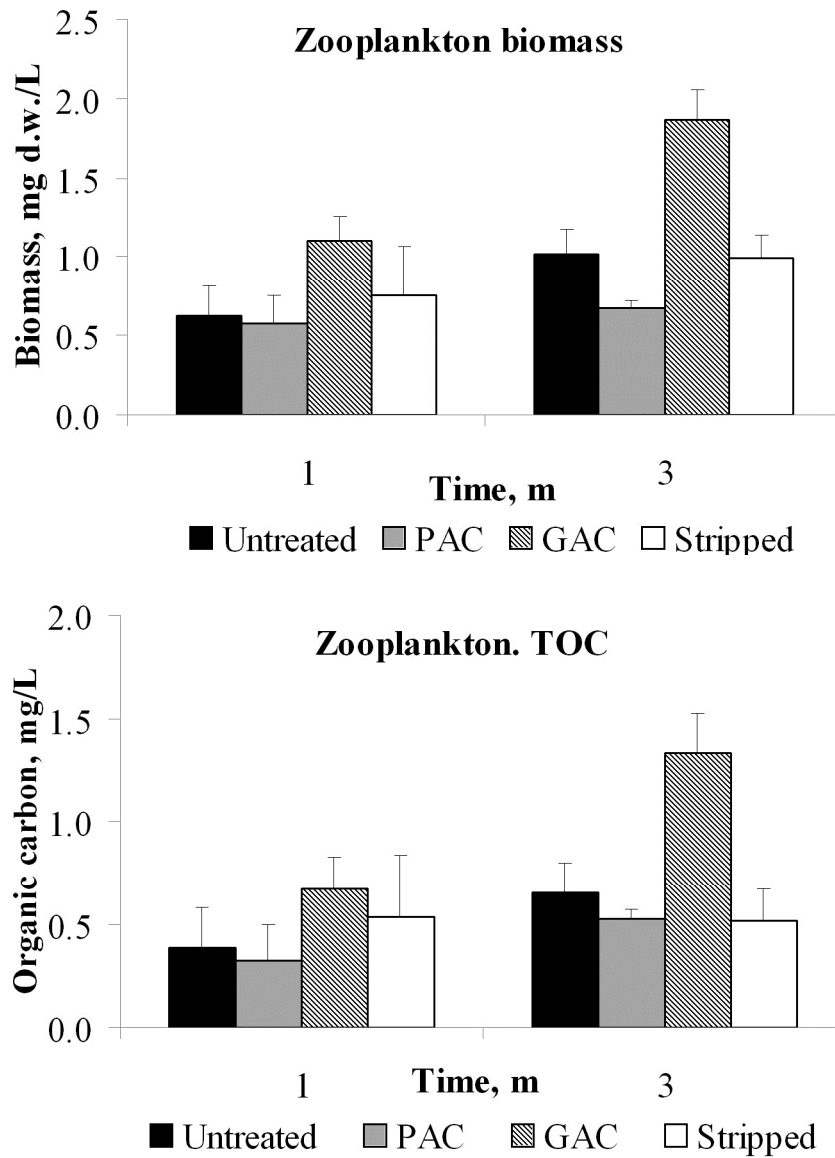 Zooplankton biomass
Biomass, mg d.w./L
2.5
2.0
1.5
1.0
0.5
0.0
1
3
Time, m
Untreated PAC GAC Stripped
Zooplankton. TOC
Organic carbon, mg/L
2.0
1.5
1.0
0.5
0.0
1
3
Time, m
Untreated PAC GAC Stripped